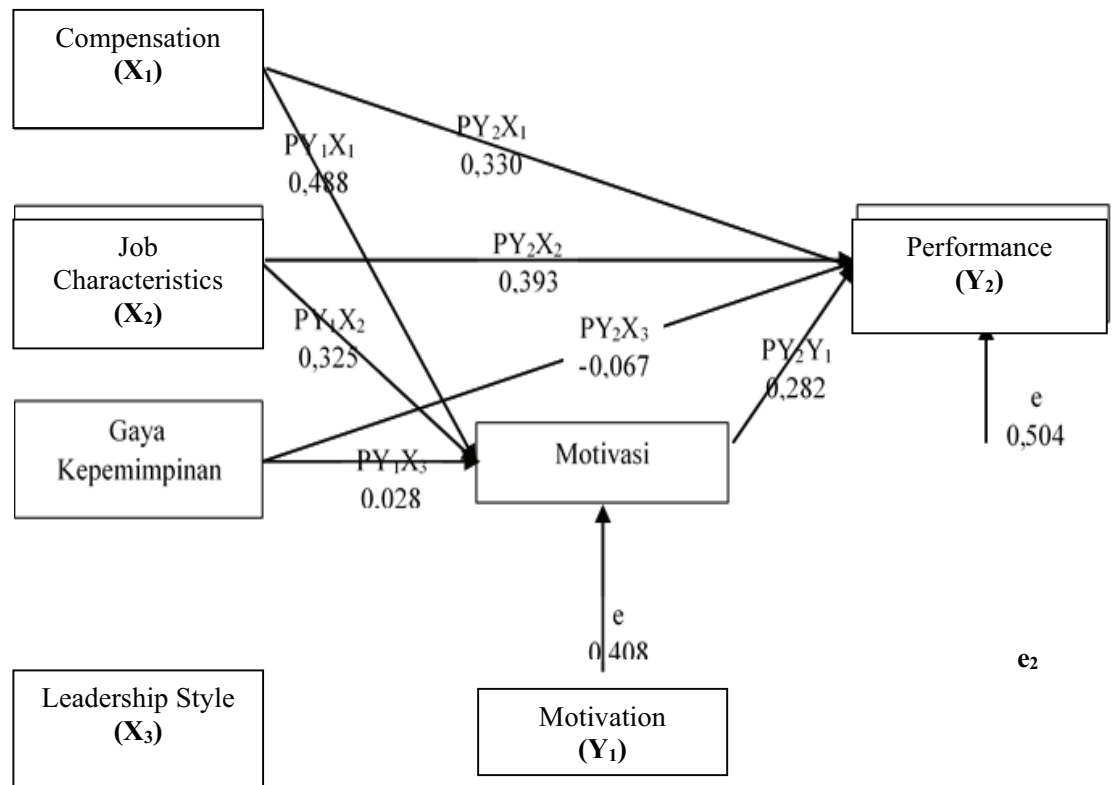 Compensation
(X₁)
PY₂X₁
0,330
PY₁X₁
0,488
Job
Characteristics
(X₂)
PY₂X₂
0,393
Performance
(Y₂)
PY₁X₂
0,325
PY₂X₃
-0,067
PY₂Y₁
0,282
e
0,504
Gaya
Kepemimpinan
PY₁X₃
0,028
Motivasi
e
0,408
e₂
Leadership Style
(X₃)
Motivation
(Y₁)